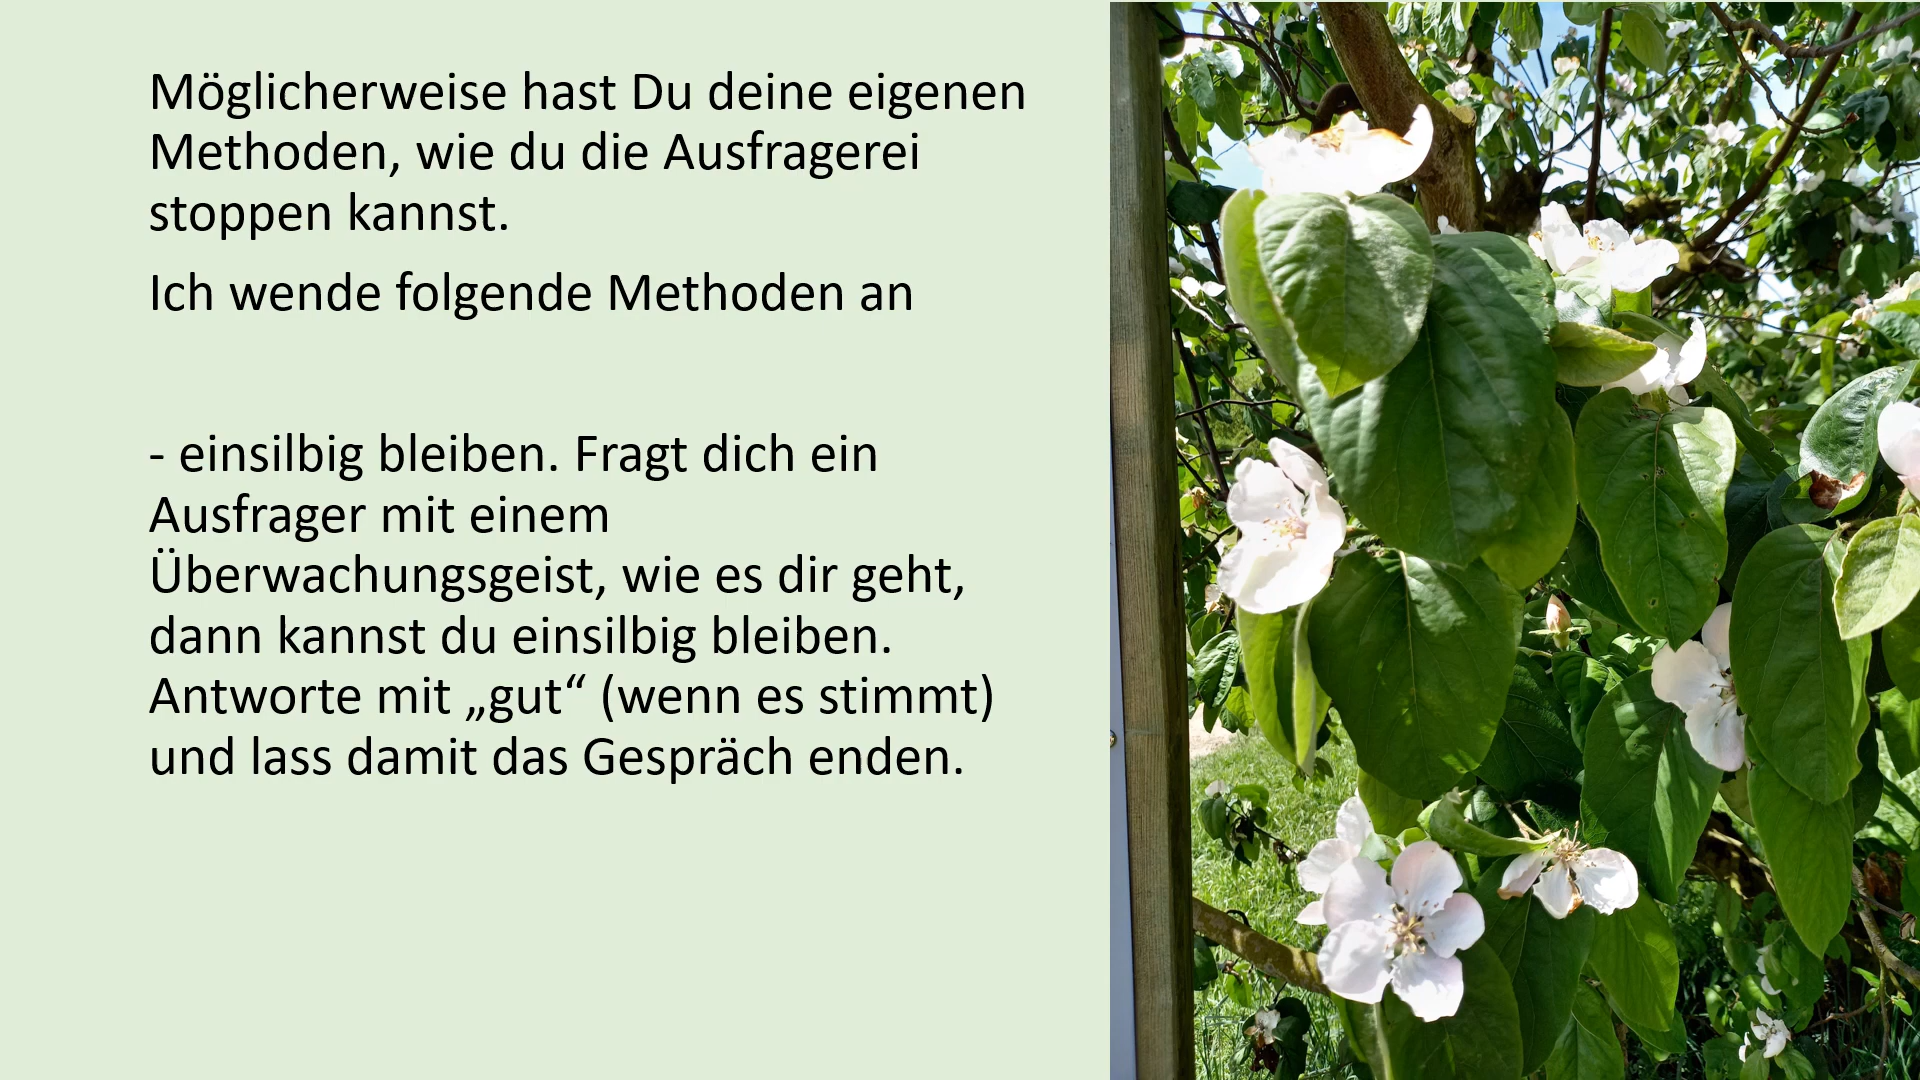 Möglicherweise hast Du deine eigenen
Methoden, wie du die Ausfragerei
stoppen kannst.
Ich wende folgende Methoden an
- einsilbig bleiben. Fragt dich ein
Ausfrager mit einem
Überwachungsgeist, wie es dir geht,
dann kannst du einsilbig bleiben.
Antworte mit „gut“ (wenn es stimmt)
und lass damit das Gespräch enden.